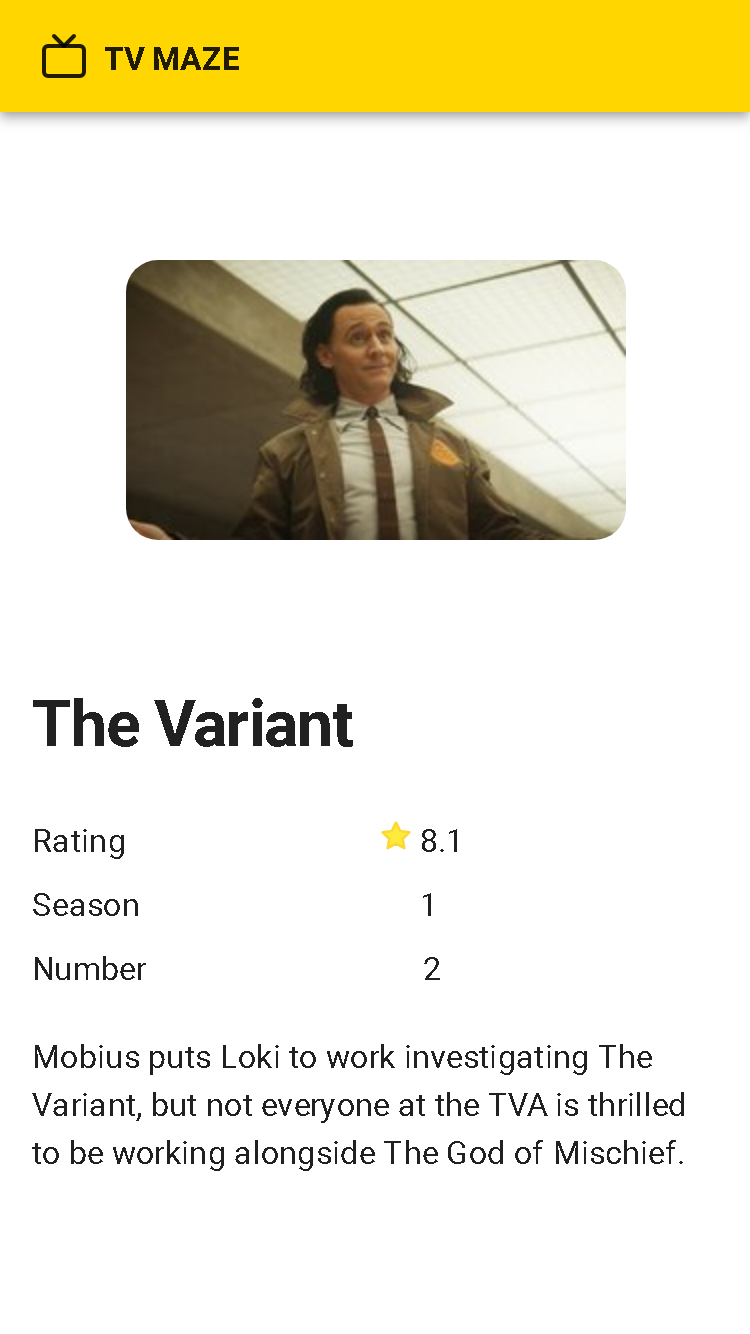 TV MAZE
The Variant
Rating 8.1
Season 1
Number 2
Mobius puts Loki to work investigating The
Variant, but not everyone at the TVA is thrilled
to be working alongside The God of Mischief.